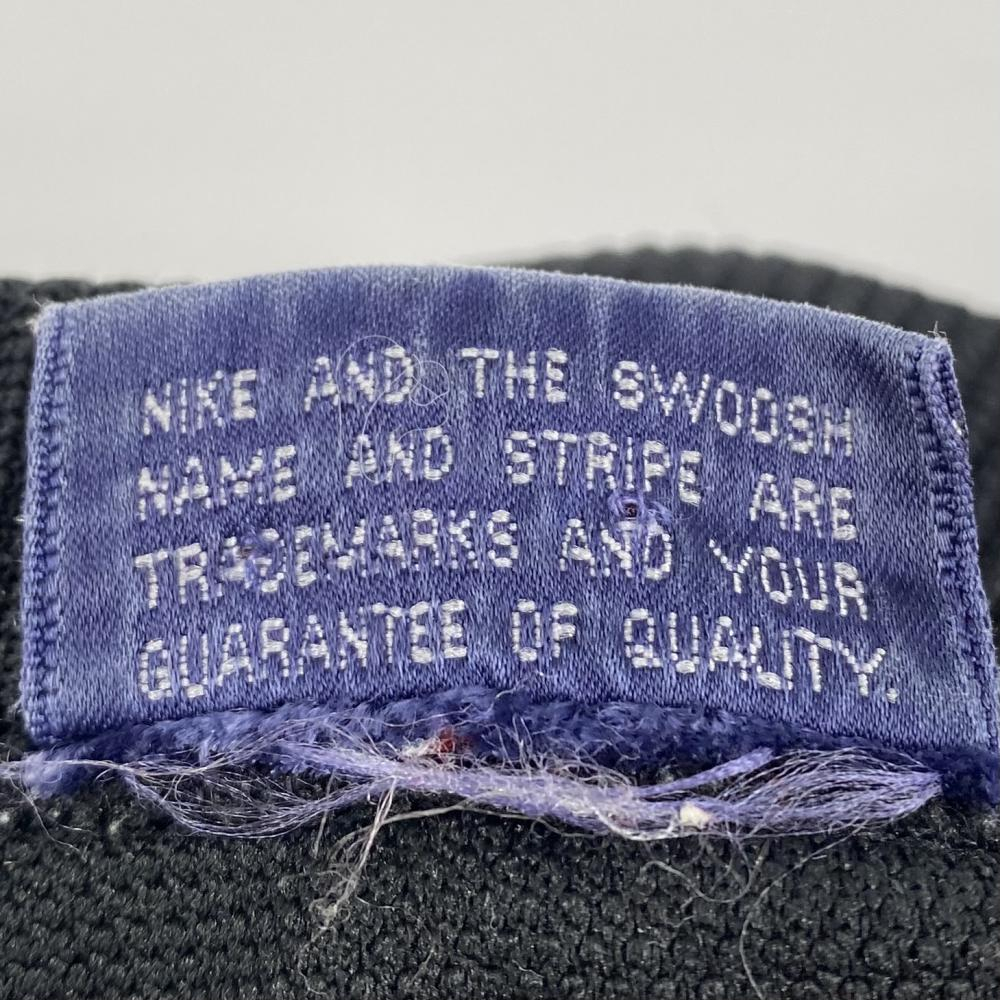 NIKE AND THE SWOOSH
NAME AND STRIPE ARE
TRADEMARKS AND YOUR
GUARANTEE OF QUALITY.